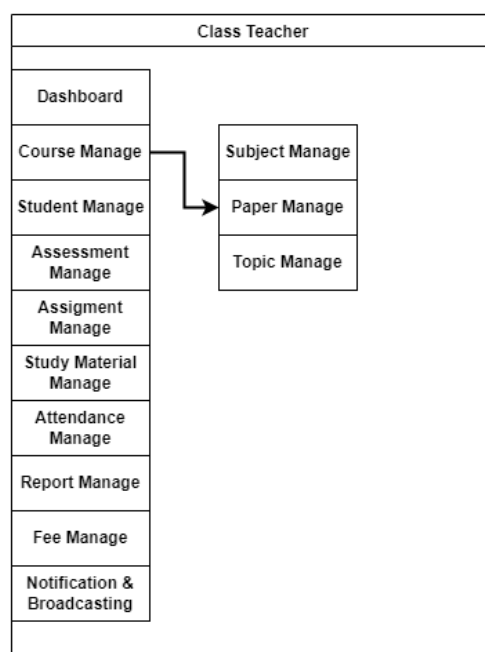 Class Teacher
Dashboard
Course Manage
Student Manage
Assessment
Manage
Assigment
Manage
Study Material
Manage
Attendance
Manage
Report Manage
Fee Manage
Notification &
Broadcasting
Subject Manage
Paper Manage
Topic Manage